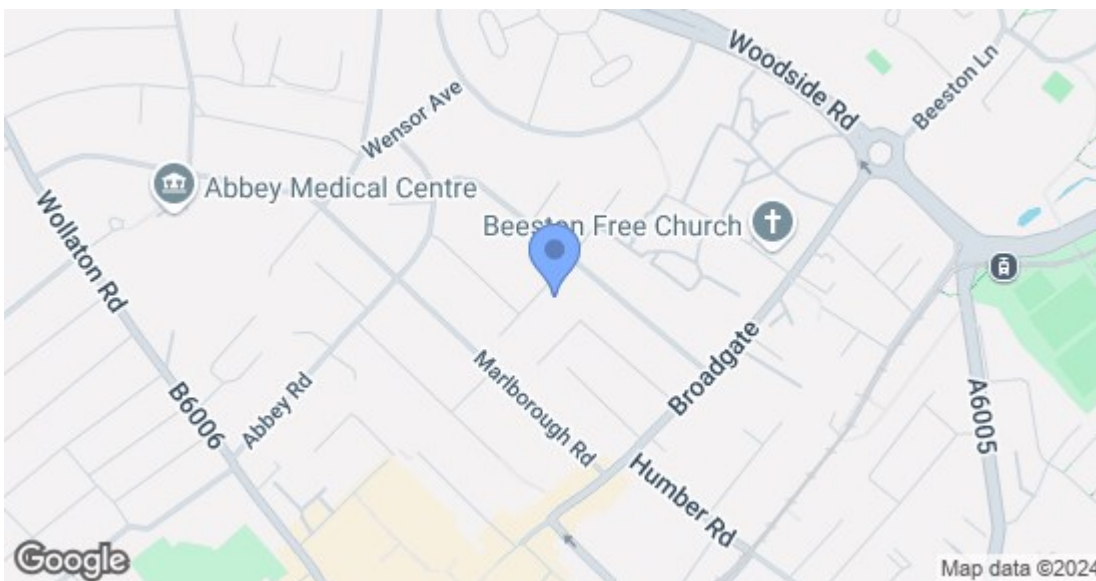 Woodside Rd
Beeston Ln
Wensor Ave
Abbey Medical Centre
Beeston Free Church
Wollaton Rd
B6006
Abbey Rd
Marlborough Rd
Broadgate
Humber Rd
A6005
Google
Map data ©2024